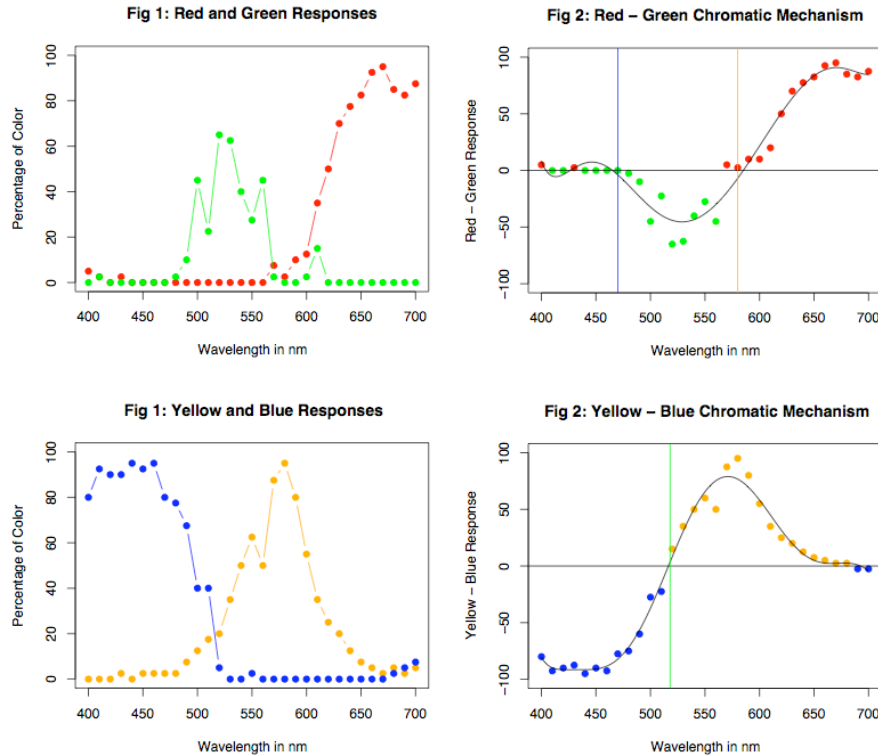 Fig 1: Red and Green Responses
Percentage of Color
0 20 40 60 80 100
400 450 500 550 600 650 700
Wavelength in nm
Fig 2: Red – Green Chromatic Mechanism
Red – Green Response
−100 −50 0 50 100
400 450 500 550 600 650 700
Wavelength in nm
Fig 1: Yellow and Blue Responses
Percentage of Color
0 20 40 60 80 100
400 450 500 550 600 650 700
Wavelength in nm
Fig 2: Yellow – Blue Chromatic Mechanism
Yellow – Blue Response
−100 −50 0 50 100
400 450 500 550 600 650 700
Wavelength in nm